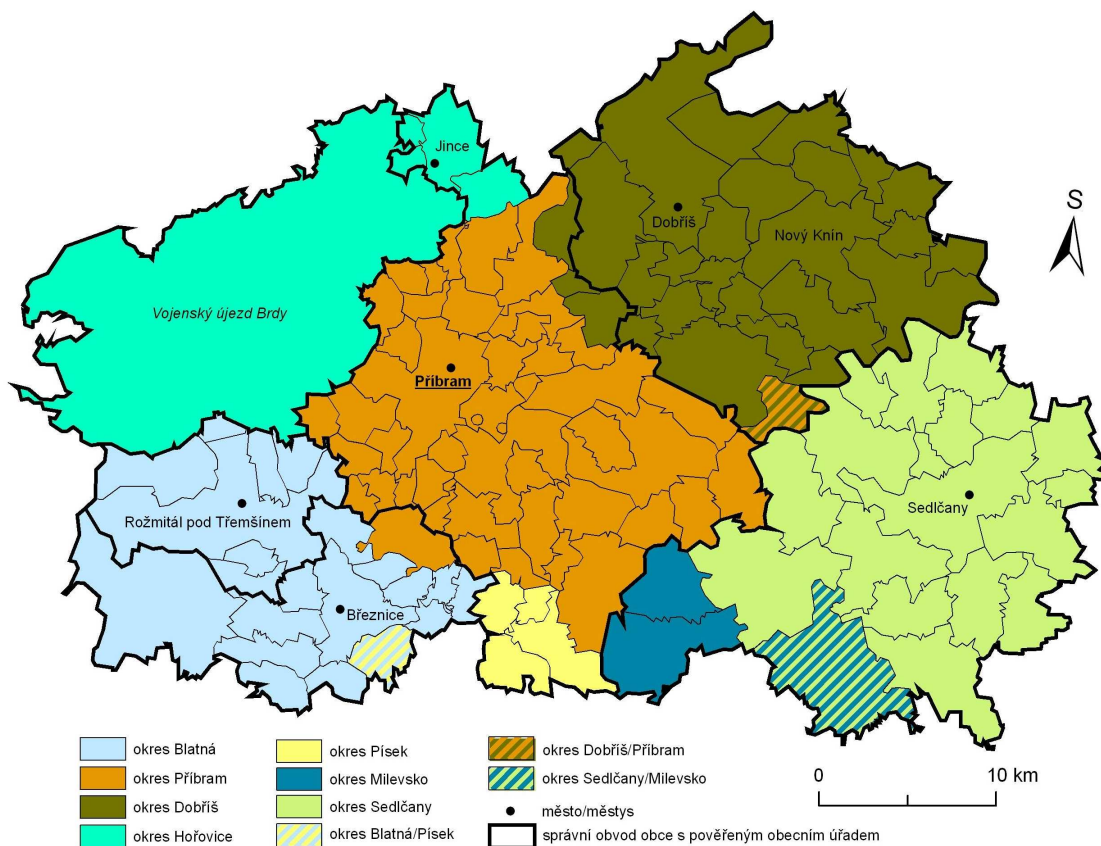 S
Jince
Dobříš
Nový Knín
Vojenský újezd Brdy
Příbram
Sedlčany
Rožmitál pod Třemšínem
Březnice
okres Blatná
okres Příbram
okres Dobříš
okres Hořovice
okres Písek
okres Milevsko
okres Sedlčany
okres Blatná/Písek
okres Dobříš/Příbram
okres Sedlčany/Milevsko
město/městys
správní obvod obce s pověřeným obecním úřadem
0 10 km